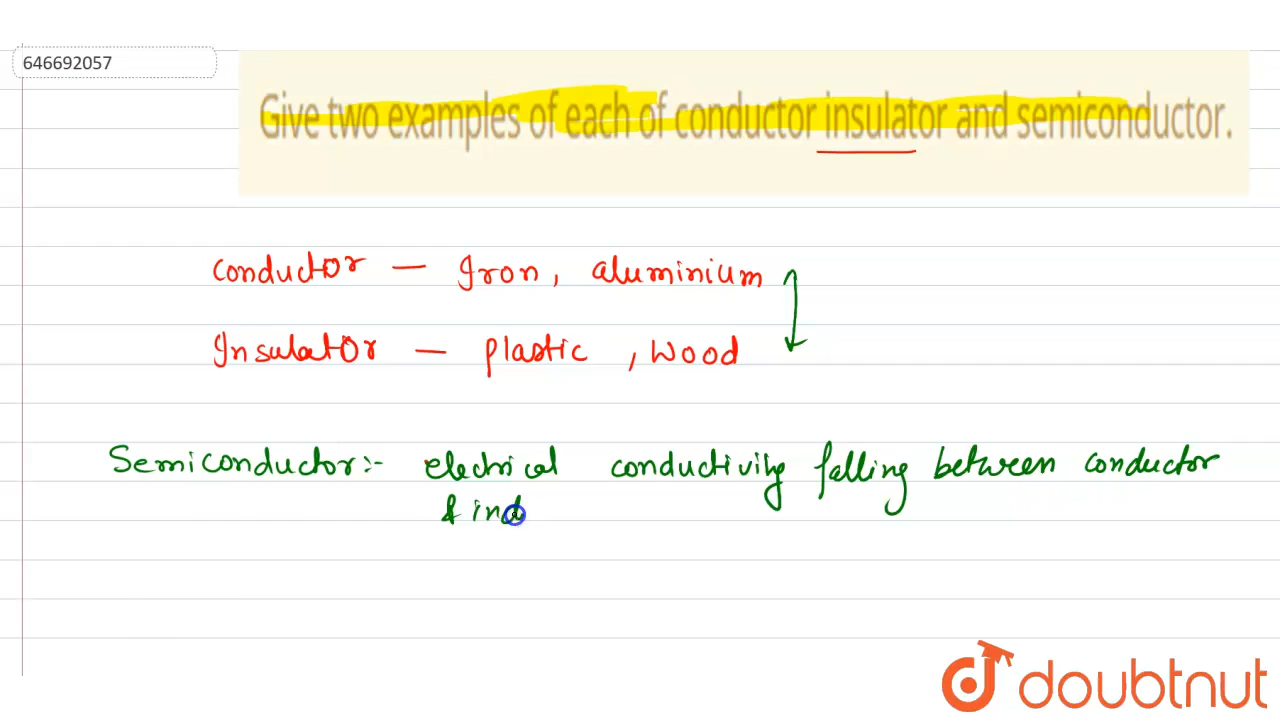 646692057
Give two examples of each of conductor insulator and semiconductor.
Conductor — Iron, aluminium
Insulator — plastic, Wood
Semiconductor:- electrical conductivity falling between conductor
& ind
doubtnut